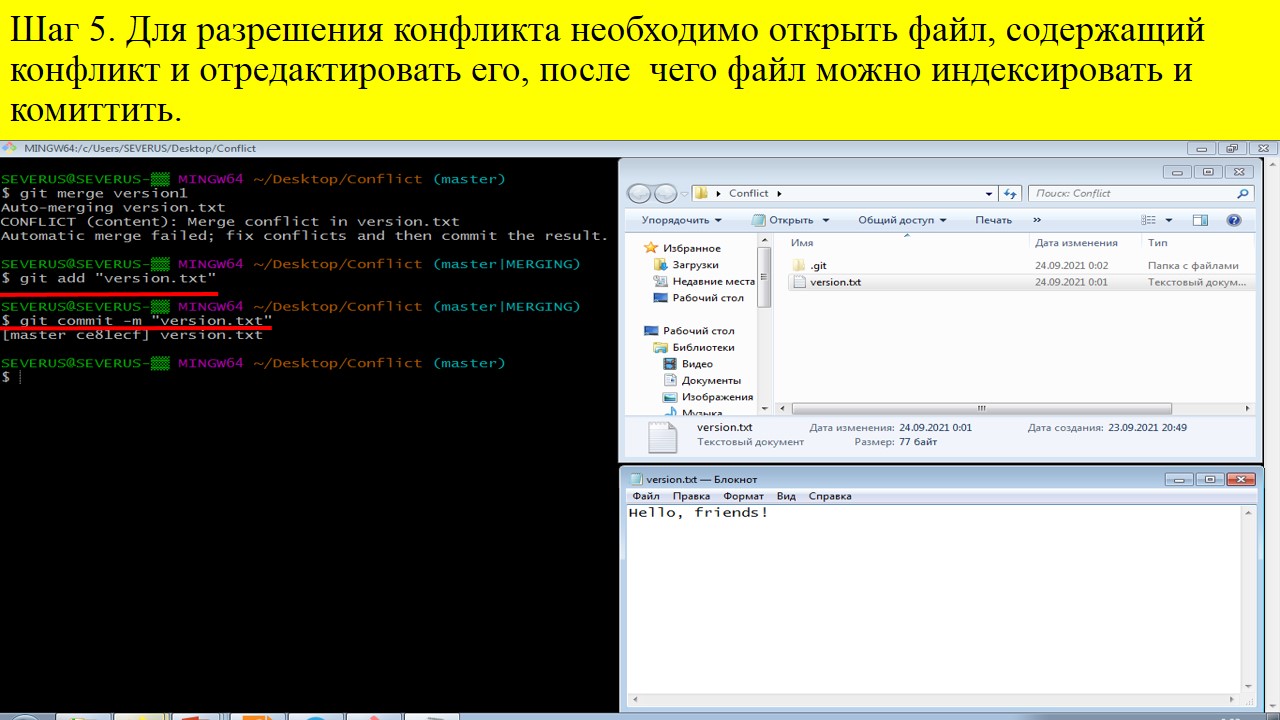 Шаг 5. Для разрешения конфликта необходимо открыть файл, содержащий
конфликт и отредактировать его, после  чего файл можно индексировать и
комиттить.
MINGW64:/c/Users/SEVERUS/Desktop/Conflict
SEVERUS@SEVERUS-▒▒ MINGW64 ~/Desktop/Conflict (master)
$ git merge version1
Auto-merging version.txt
CONFLICT (content): Merge conflict in version.txt
Automatic merge failed; fix conflicts and then commit the result.
SEVERUS@SEVERUS-▒▒ MINGW64 ~/Desktop/Conflict (master|MERGING)
$ git add "version.txt"
SEVERUS@SEVERUS-▒▒ MINGW64 ~/Desktop/Conflict (master|MERGING)
$ git commit -m "version.txt"
[master ce81ecf] version.txt
SEVERUS@SEVERUS-▒▒ MINGW64 ~/Desktop/Conflict (master)
$
Conflict
Поиск: Conflict
Упорядочить Открыть Общий доступ Печать »
Избранное
Загрузки
Недавние места
Рабочий стол
Рабочий стол
Библиотеки
Видео
Документы
Изображения
Музыка
Имя Дата изменения Тип
.git 24.09.2021 0:02 Папка с файлами
version.txt 24.09.2021 0:01 Текстовый докум...
version.txt Дата изменения: 24.09.2021 0:01 Дата создания: 23.09.2021 20:49
Текстовый документ Размер: 77 байт
version.txt — Блокнот
Файл Правка Формат Вид Справка
Hello, friends!